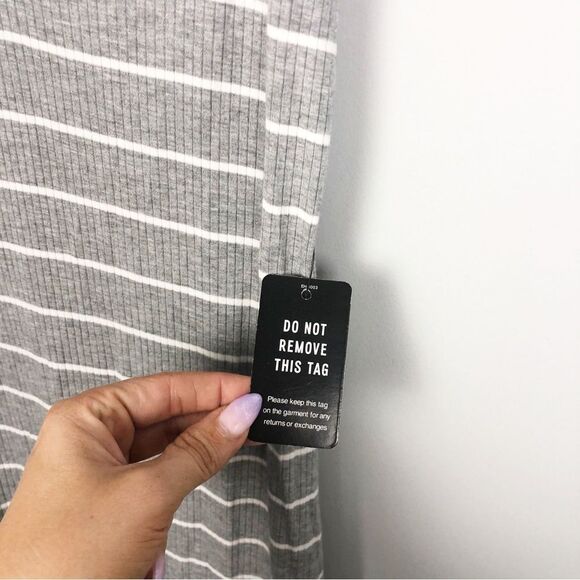 DO NOT
REMOVE
THIS TAG
Please keep this tag
on the garment for any
returns or exchanges